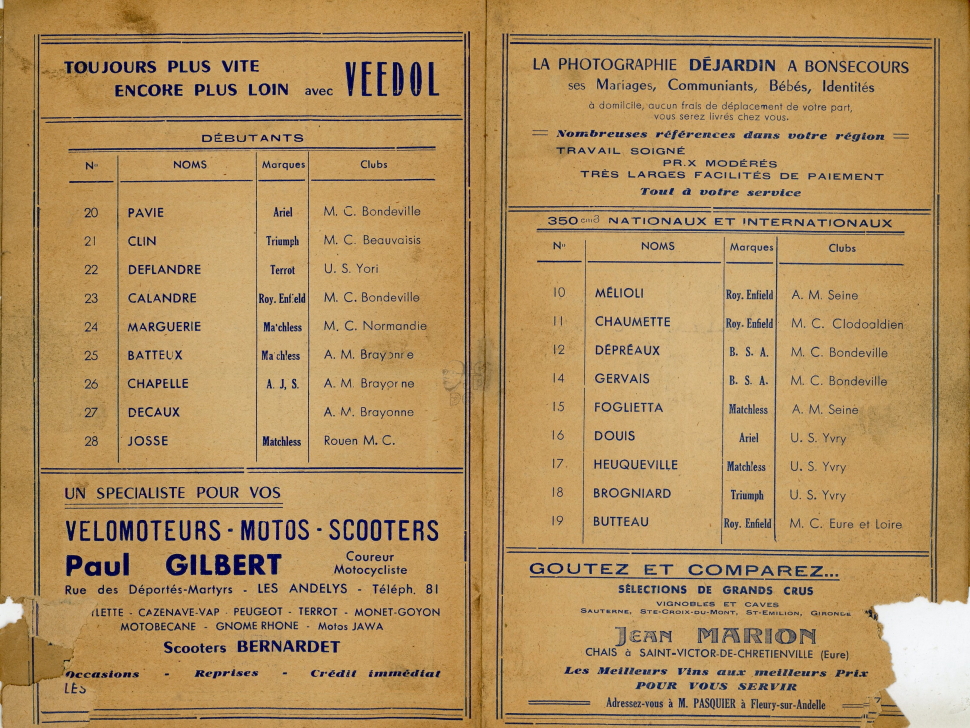 TOUJOURS PLUS VITE
ENCORE PLUS LOIN avec VEEDOL
DÉBUTANTS
No NOMS Marques Clubs
20 PAVIE Ariel M. C. Bondeville
21 CLIN Triumph M. C. Beauvaisis
22 DEFLANDRE Terrot U. S. Yori
23 CALANDRE Roy. Enfield M. C. Bondeville
24 MARGUERIE Matchless M. C. Normandie
25 BATTEUX Matchless A. M. Brayonne
26 CHAPELLE A. J. S. A. M. Brayonne
27 DECAUX A. M. Brayonne
28 JOSSE Matchless Rouen M. C.
UN SPECIALISTE POUR VOS
VELOMOTEURS - MOTOS - SCOOTERS
Paul GILBERT Coureur Motocycliste
Rue des Déportés-Martyrs - LES ANDELYS - Téléph. 81
LETTE - CAZENAVE-VAP PEUGEOT - TERROT - MONET-GOYON
MOTOBECANE - GNOME RHONE - Motos JAWA
Scooters BERNARDET
Occasions - Reprises - Crédit immédiat
LES
LA PHOTOGRAPHIE DÉJARDIN A BONSECOURS
ses Mariages, Communiants, Bébés, Identités
à domicile, aucun frais de déplacement de votre part,
vous serez livrés chez vous.
Nombreuses références dans votre région
TRAVAIL SOIGNÉ
PRIX MODÉRÉS
TRÈS LARGES FACILITÉS DE PAIEMENT
Tout à votre service
350 cm3 NATIONAUX ET INTERNATIONAUX
No NOMS Marques Clubs
10 MÉLIOLI Roy. Enfield A. M. Seine
11 CHAUMETTE Roy. Enfield M. C. Clodoaldien
12 DÉPRÉAUX B. S. A. M. C. Bondeville
14 GERVAIS B. S. A. M. C. Bondeville
15 FOGLIETTA Matchless A. M. Seine
16 DOUIS Ariel U. S. Yvry
17. HEUQUEVILLE Matchless U. S. Yvry
18 BROGNIARD Triumph U. S. Yvry
19 BUTTEAU Roy. Enfield M. C. Eure et Loire
GOUTEZ ET COMPAREZ...
SÉLECTIONS DE GRANDS CRUS
VIGNOBLES ET CAVES
SAUTERNE, STE-CROIX-DU-MONT, ST-EMILION, GIRONDE
JEAN MARION
CHAIS à SAINT-VICTOR-DE-CHRETIENVILLE (Eure)
Les Meilleurs Vins aux meilleurs Prix
POUR VOUS SERVIR
Adressez-vous à M. PASQUIER à Fleury-sur-Andelle